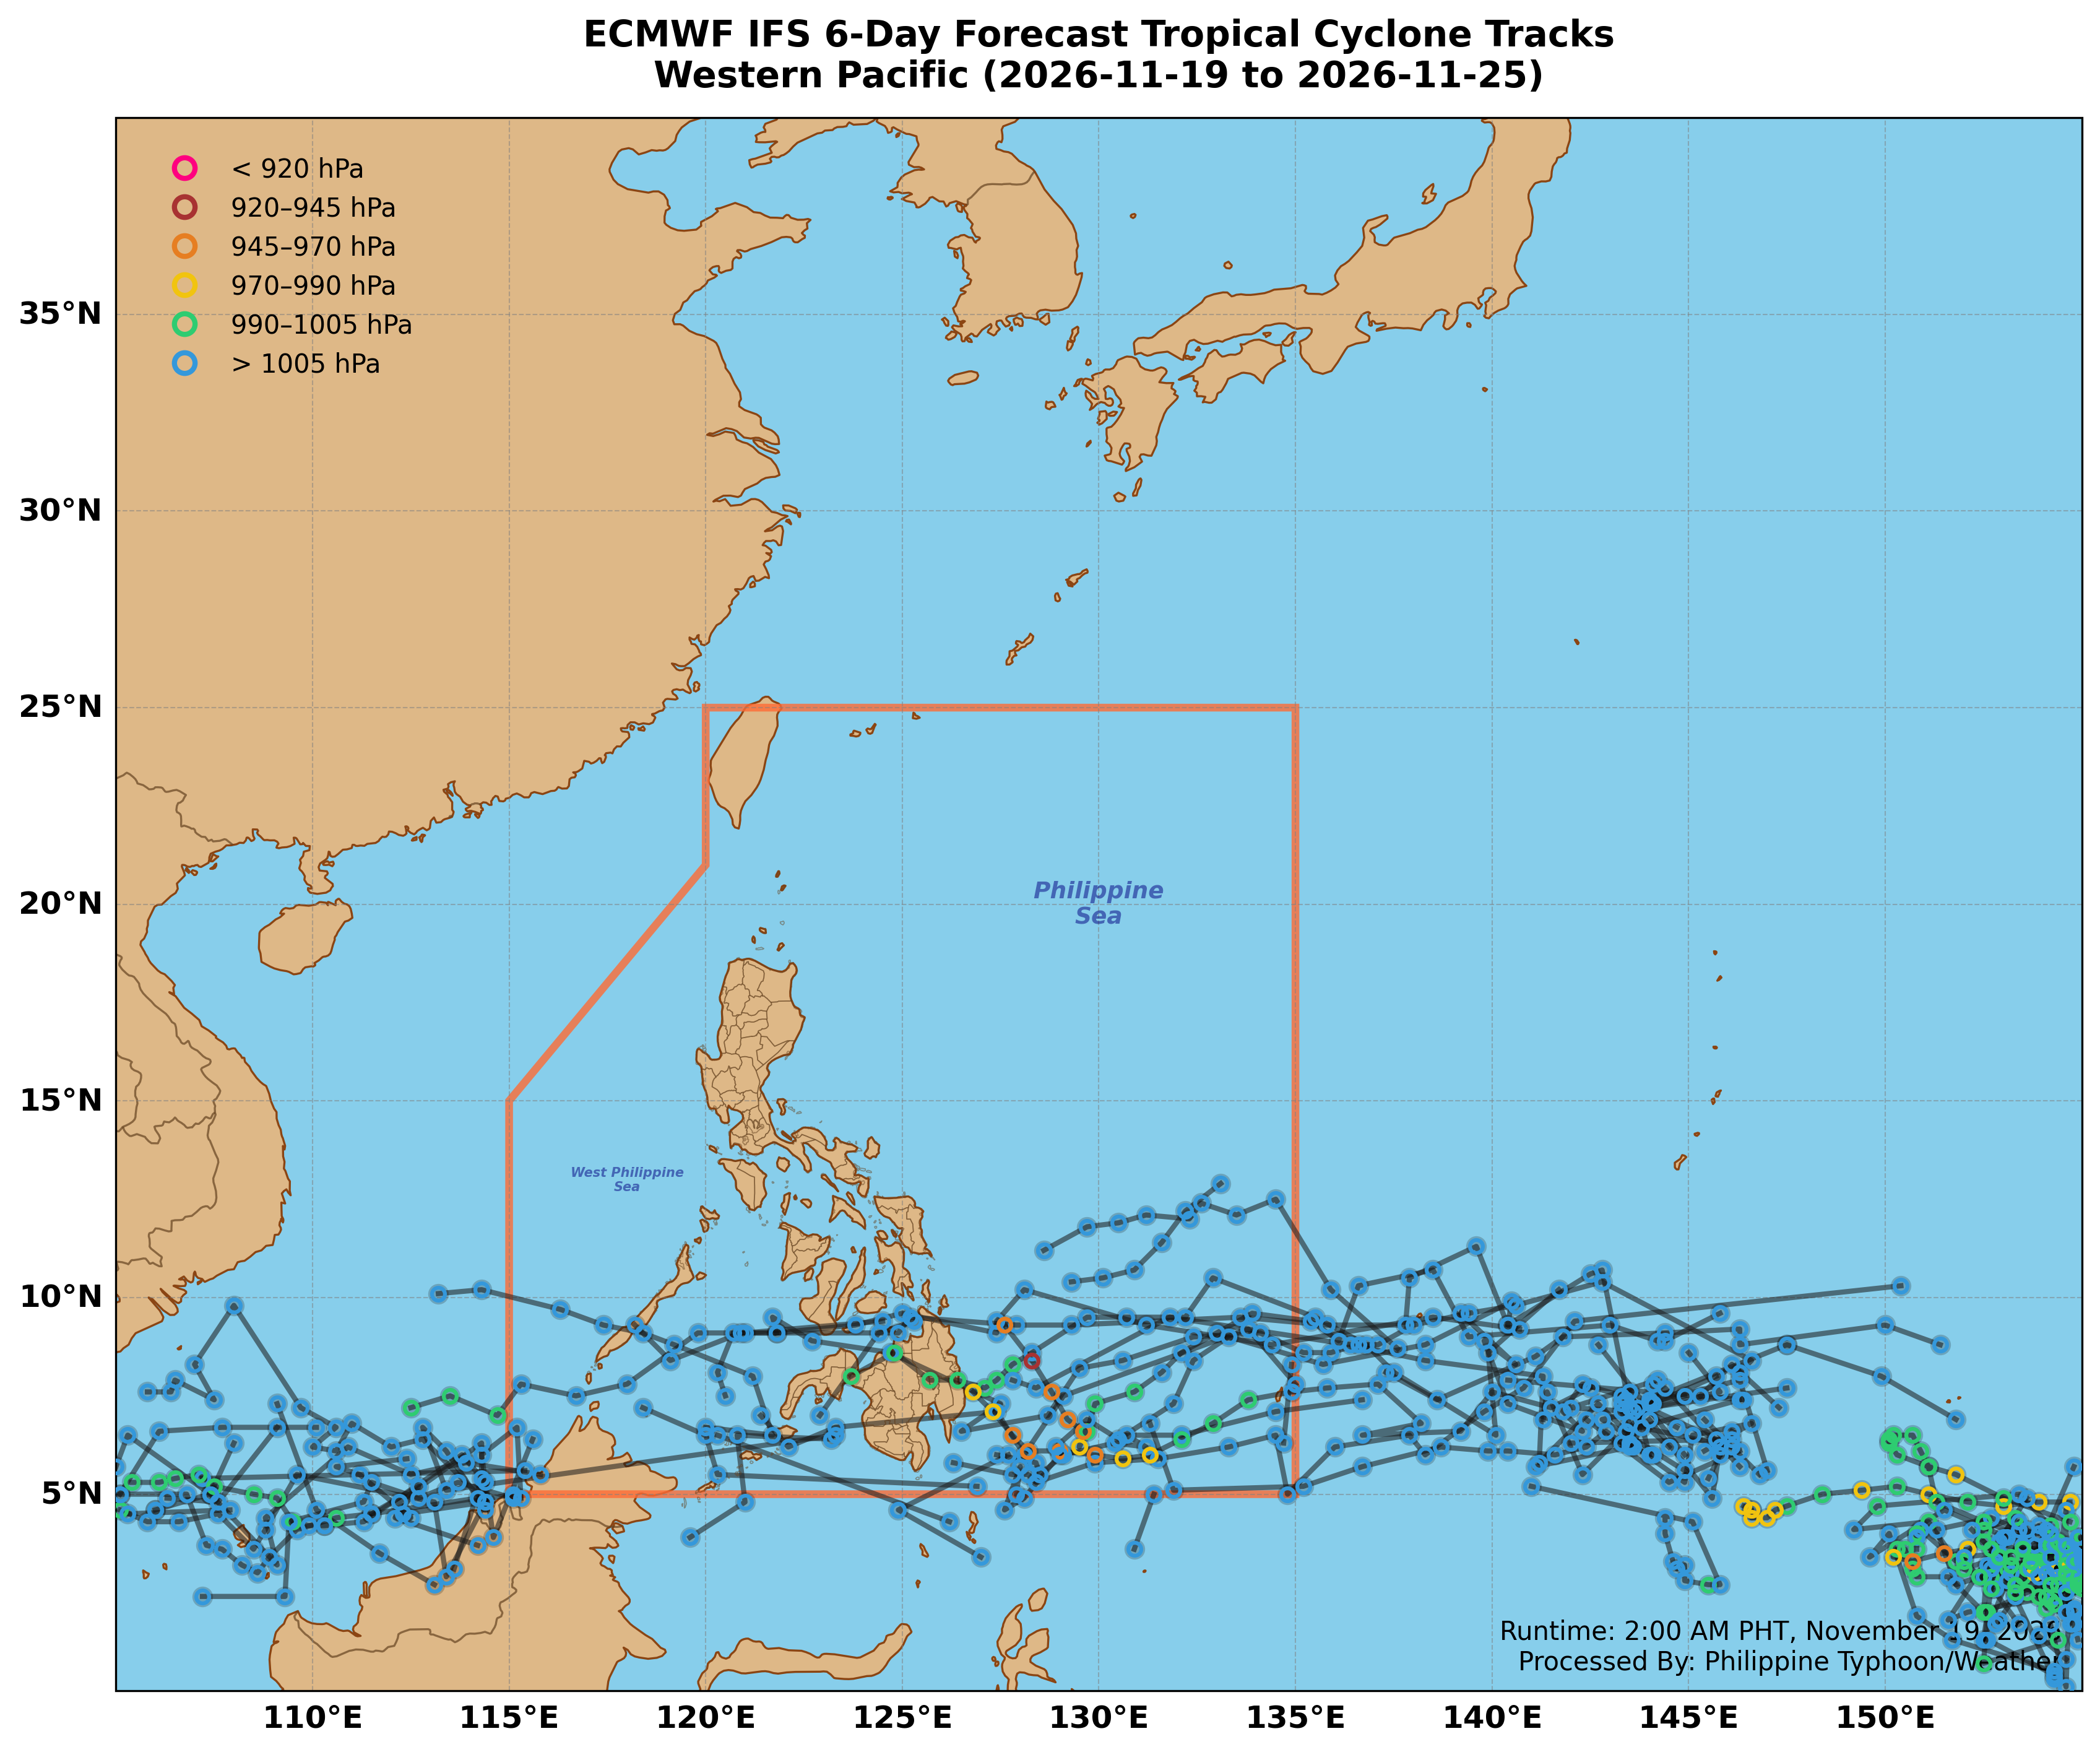 ECMWF IFS 6-Day Forecast Tropical Cyclone Tracks
Western Pacific (2026-11-19 to 2026-11-25)
< 920 hPa
920–945 hPa
945–970 hPa
970–990 hPa
990–1005 hPa
> 1005 hPa
35°N
30°N
25°N
20°N
15°N
10°N
5°N
Philippine
Sea
West Philippine
Sea
Runtime: 2:00 AM PHT, November 19, 2026
Processed By: Philippine Typhoon/Weather
110°E
115°E
120°E
125°E
130°E
135°E
140°E
145°E
150°E